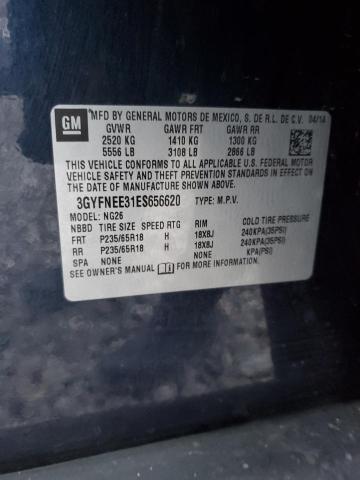 GM
MFD BY GENERAL MOTORS DE MEXICO, S. DE R.L. DE C.V. 04/14
GVWR GAWR FRT GAWR RR
2520 KG 1410 KG 1300 KG
5556 LB 3108 LB 2866 LB
THIS VEHICLE CONFORMS TO ALL APPLICABLE U.S. FEDERAL MOTOR
VEHICLE SAFETY AND THEFT PREVENTION STANDARDS IN EFFECT
ON THE DATE OF MANUFACTURE SHOWN ABOVE.
3GYFNEE31ES656620 TYPE: M.P.V.
MODEL: NG26
NBBD TIRE SIZE SPEED RTG RIM COLD TIRE PRESSURE
FRT P235/65R18 H 18X8J 240KPA(35PSI)
RR P235/65R18 H 18X8J 240KPA(35PSI)
SPA NONE NONE KPA(PSI)
SEE OWNER'S MANUAL FOR MORE INFORMATION.